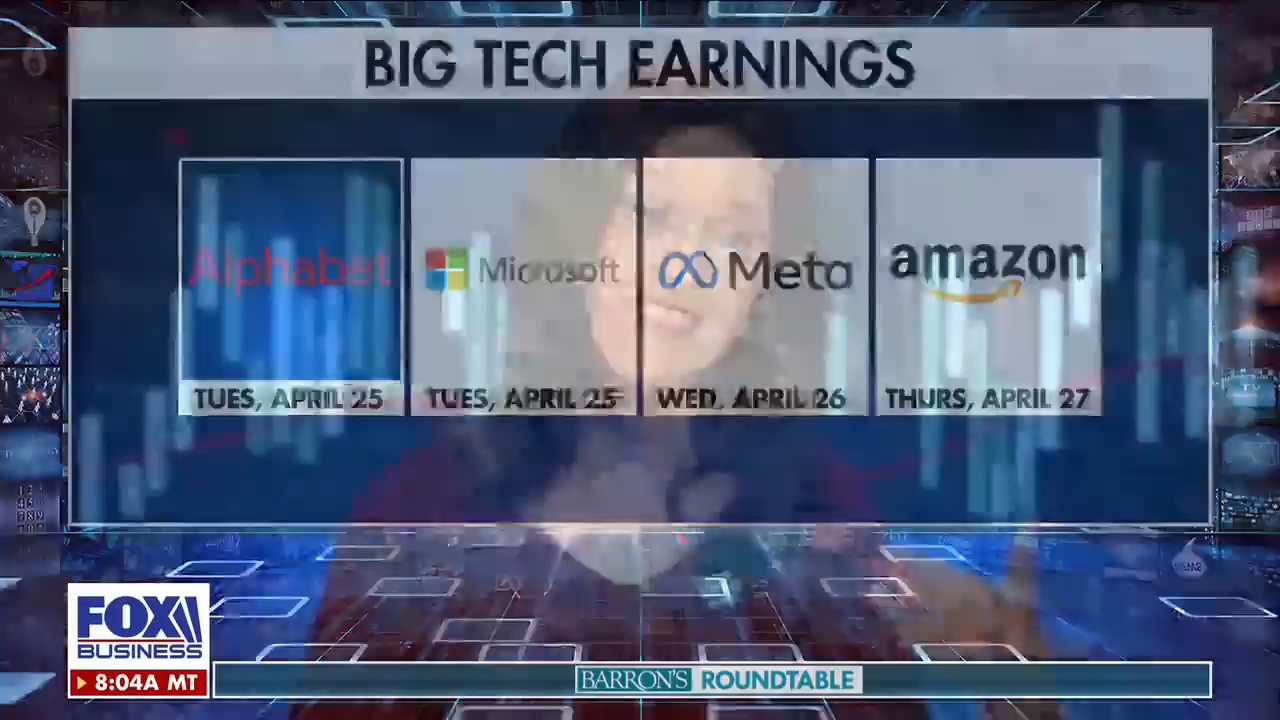 BIG TECH EARNINGS
Alphabet
Microsoft
Meta
amazon
TUES, APRIL 25
TUES, APRIL 25
WED, APRIL 26
THURS, APRIL 27
FOX
BUSINESS
8:04A MT
BARRON'S ROUNDTABLE